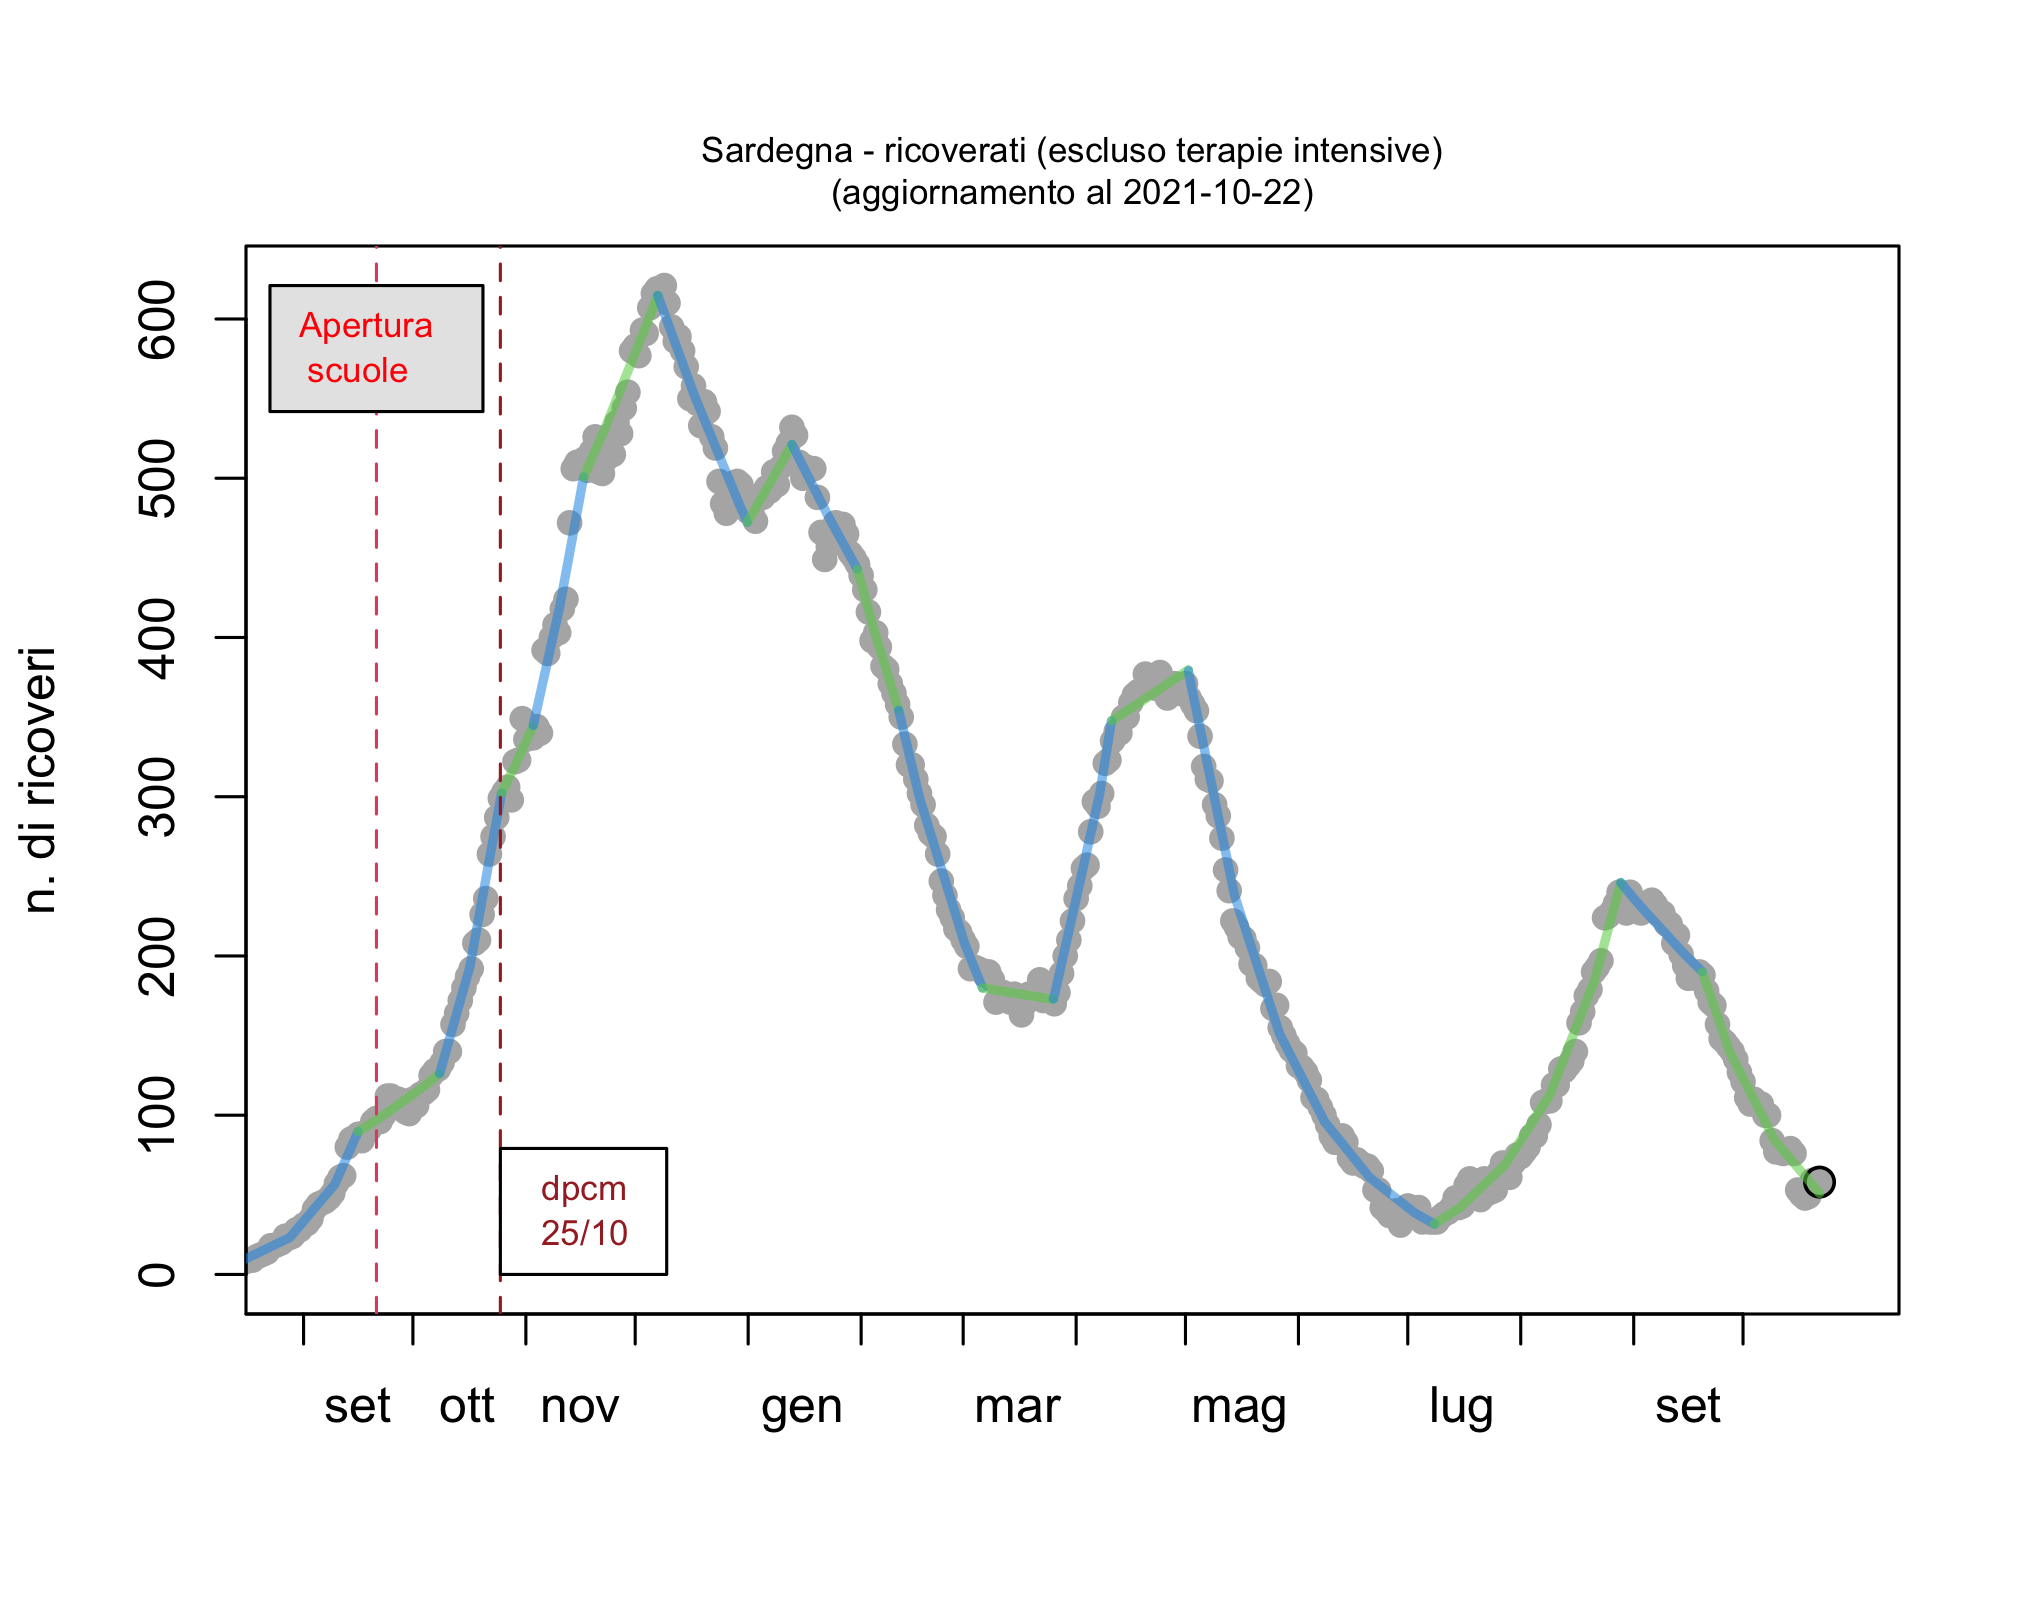 Sardegna - ricoverati (escluso terapie intensive)
(aggiornamento al 2021-10-22)
n. di ricoveri
600
500
400
300
200
100
0
Apertura
scuole
dpcm
25/10
set ott nov gen mar mag lug set